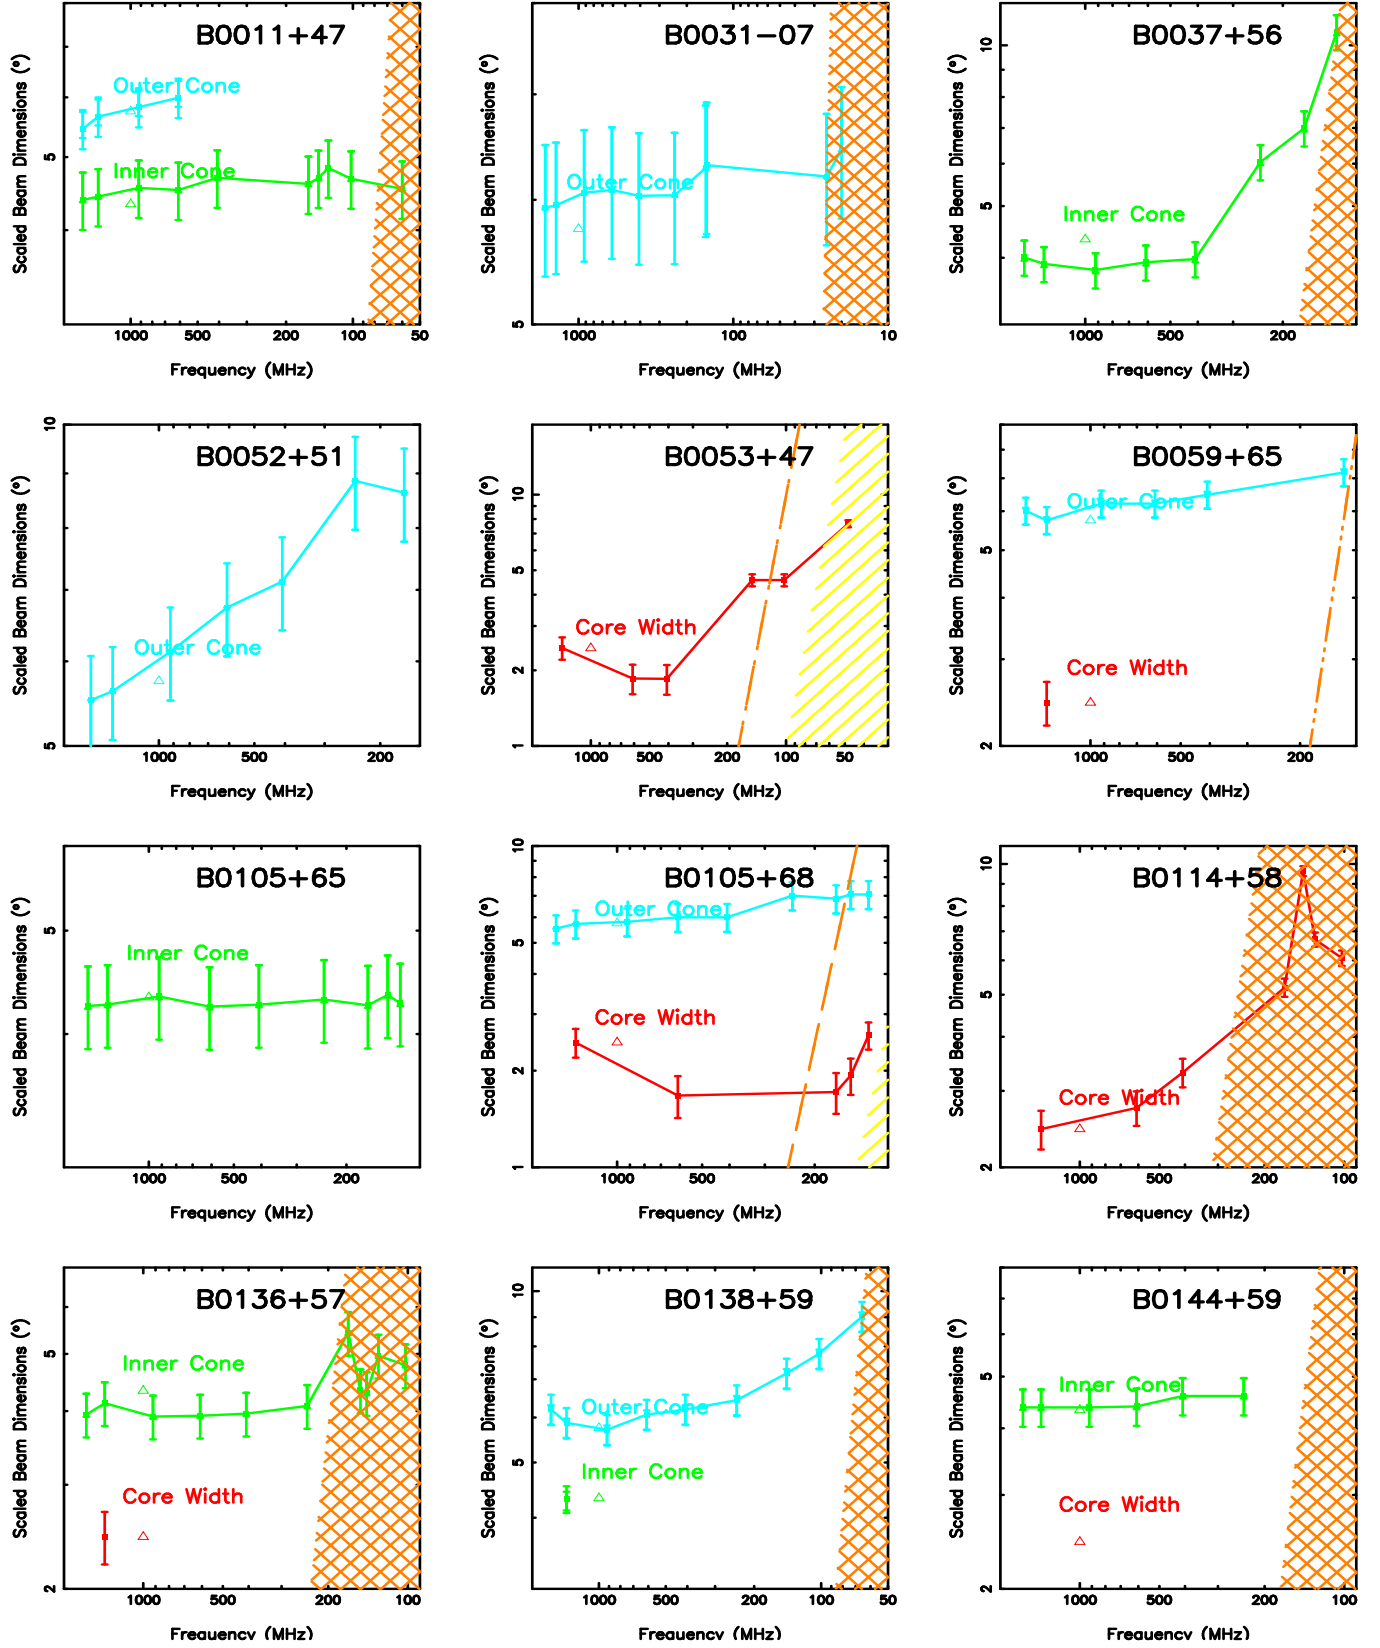 B0011+47
Scaled Beam Dimensions (°)
Outer Cone
Inner Cone
5
1000 500 200 100 50
Frequency (MHz)
B0031-07
Scaled Beam Dimensions (°)
Outer Cone
5
1000 100 10
Frequency (MHz)
B0037+56
Scaled Beam Dimensions (°)
10
Inner Cone
5
1000 500 200
Frequency (MHz)
B0052+51
Scaled Beam Dimensions (°)
10
Outer Cone
5
1000 500 200
Frequency (MHz)
B0053+47
Scaled Beam Dimensions (°)
10
5
Core Width
2
1
1000 500 200 100 50
Frequency (MHz)
B0059+65
Scaled Beam Dimensions (°)
Outer Cone
5
Core Width
2
1000 500 200
Frequency (MHz)
B0105+65
Scaled Beam Dimensions (°)
5
Inner Cone
1000 500 200
Frequency (MHz)
B0105+68
Scaled Beam Dimensions (°)
10
Outer Cone
5
Core Width
2
1
1000 500 200
Frequency (MHz)
B0114+58
Scaled Beam Dimensions (°)
10
5
Core Width
2
1000 500 200 100
Frequency (MHz)
B0136+57
Scaled Beam Dimensions (°)
5
Inner Cone
Core Width
2
1000 500 200 100
Frequency (MHz)
B0138+59
Scaled Beam Dimensions (°)
10
Outer Cone
5
Inner Cone
1000 500 200 100 50
Frequency (MHz)
B0144+59
Scaled Beam Dimensions (°)
5
Inner Cone
Core Width
2
1000 500 200 100
Frequency (MHz)